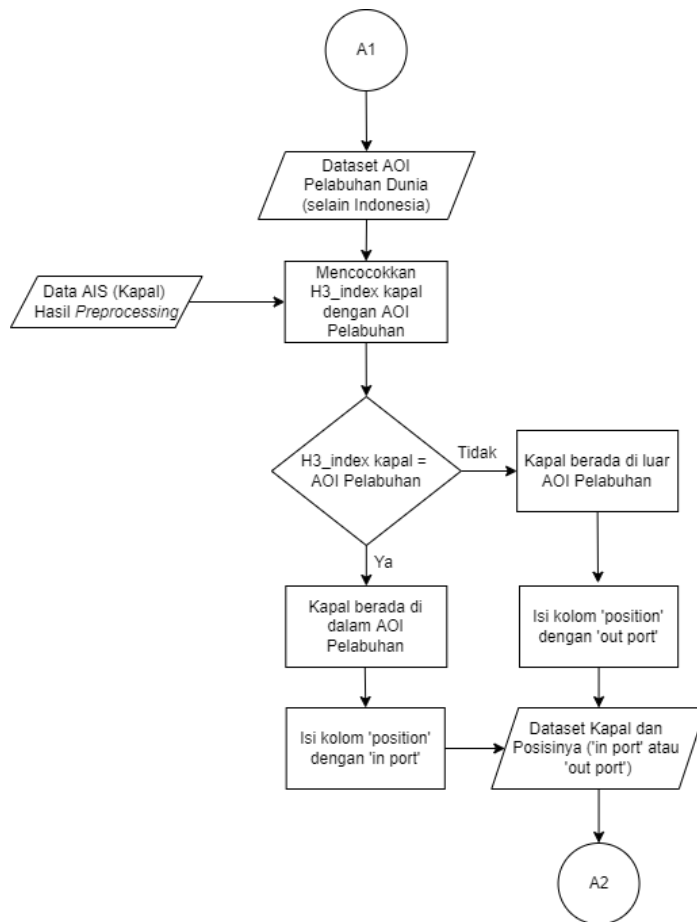 A1
Dataset AOI
Pelabuhan Dunia
(selain Indonesia)
Data AIS (Kapal)
Hasil Preprocessing
Mencocokkan
H3_index kapal
dengan AOI
Pelabuhan
H3_index kapal =
AOI Pelabuhan
Tidak
Kapal berada di luar
AOI Pelabuhan
Ya
Kapal berada di
dalam AOI
Pelabuhan
Isi kolom 'position'
dengan 'out port'
Isi kolom 'position'
dengan 'in port'
Dataset Kapal dan
Posisinya ('in port' atau
'out port')
A2